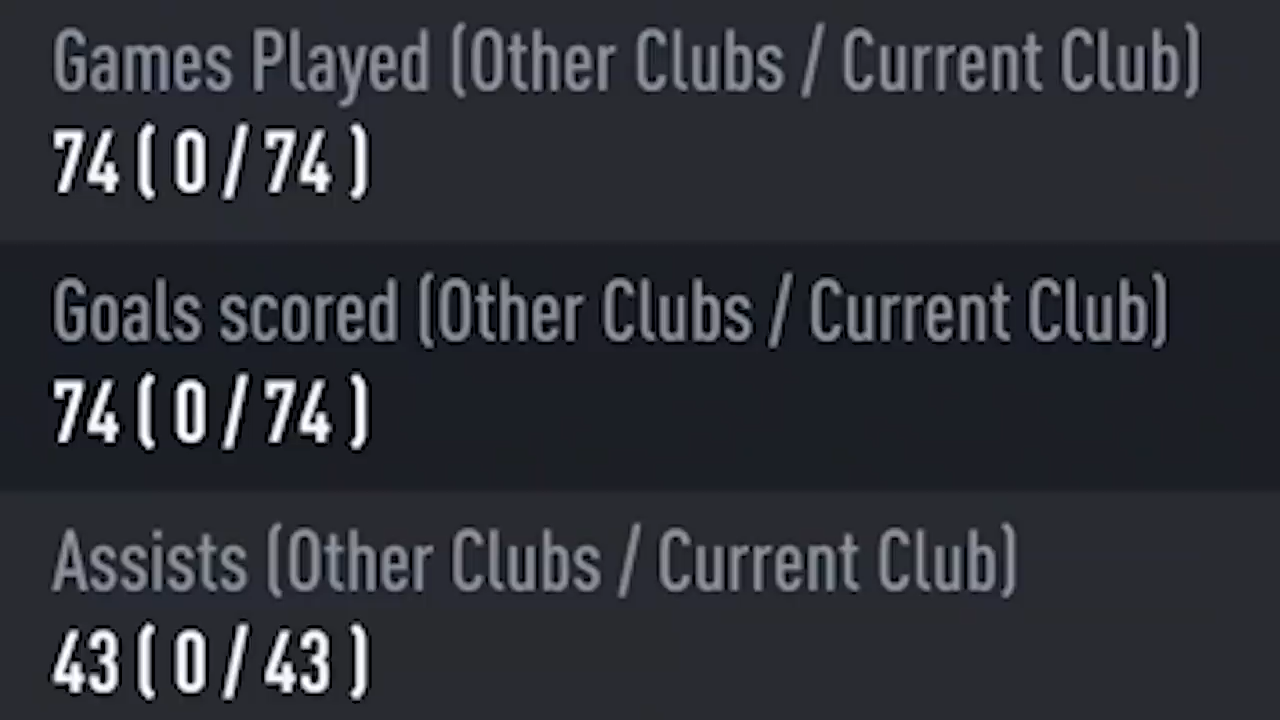 Games Played (Other Clubs / Current Club)
74 ( 0 / 74 )
Goals scored (Other Clubs / Current Club)
74 ( 0 / 74 )
Assists (Other Clubs / Current Club)
43 ( 0 / 43 )